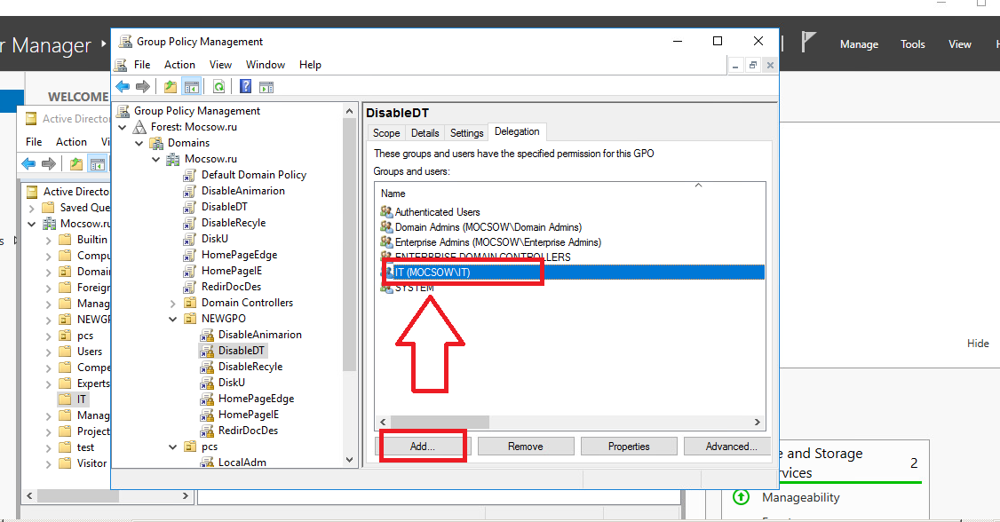 r Manager
Manage
Tools
View
WELCOME
Group Policy Management
File Action View Window Help
Group Policy Management
Forest: Mocsow.ru
Domains
Mocsow.ru
Default Domain Policy
DisableAnimarion
DisableDT
DisableRecyle
DiskU
HomePageEdge
HomePageIE
RedirDocDes
Domain Controllers
NEWGPO
DisableAnimarion
DisableDT
DisableRecyle
DiskU
HomePageEdge
HomePageIE
RedirDocDes
pcs
LocalAdm
DisableDT
Scope Details Settings Delegation
These groups and users have the specified permission for this GPO
Groups and users:
Name
Authenticated Users
Domain Admins (MOCSOW\Domain Admins)
Enterprise Admins (MOCSOW\Enterprise Admins)
ENTERPRISE DOMAIN CONTROLLERS
IT (MOCSOW\IT)
SYSTEM
Add... Remove Properties Advanced...
Active Directo
File Action Vi
Active Directo
Saved Que
Mocsow.ru
Builtin
Compu
Domai
Foreign
Manag
NEWGP
pcs
Users
Compe
Experts
IT
Manag
Project
test
Visitor
Hide
e and Storage
vices
2
Manageability